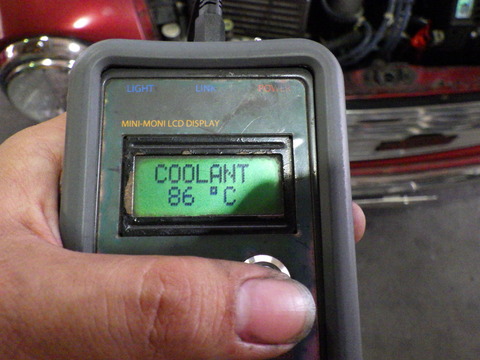 LIGHT LINK
MINI-MONI LCD DISPLAY
COOLANT
86 °C